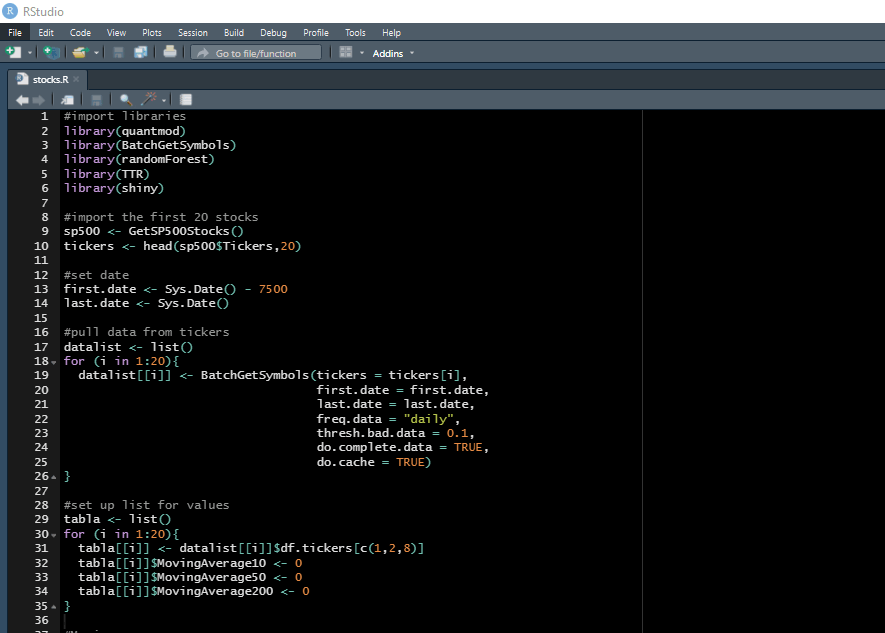 RStudio
File Edit Code View Plots Session Build Debug Profile Tools Help
Go to file/function Addins
stocks.R
1 #import libraries
2 library(quantmod)
3 library(BatchGetSymbols)
4 library(randomForest)
5 library(TTR)
6 library(shiny)
7
8 #import the first 20 stocks
9 sp500 <- GetSP500Stocks()
10 tickers <- head(sp500$Tickers,20)
11
12 #set date
13 first.date <- Sys.Date() - 7500
14 last.date <- Sys.Date()
15
16 #pull data from tickers
17 datalist <- list()
18 for (i in 1:20){
19 datalist[[i]] <- BatchGetSymbols(tickers = tickers[i],
20 first.date = first.date,
21 last.date = last.date,
22 freq.data = "daily",
23 thresh.bad.data = 0.1,
24 do.complete.data = TRUE,
25 do.cache = TRUE)
26 }
27
28 #set up list for values
29 tabla <- list()
30 for (i in 1:20){
31 tabla[[i]] <- datalist[[i]]$df.tickers[c(1,2,8)]
32 tabla[[i]]$MovingAverage10 <- 0
33 tabla[[i]]$MovingAverage50 <- 0
34 tabla[[i]]$MovingAverage200 <- 0
35 }
36